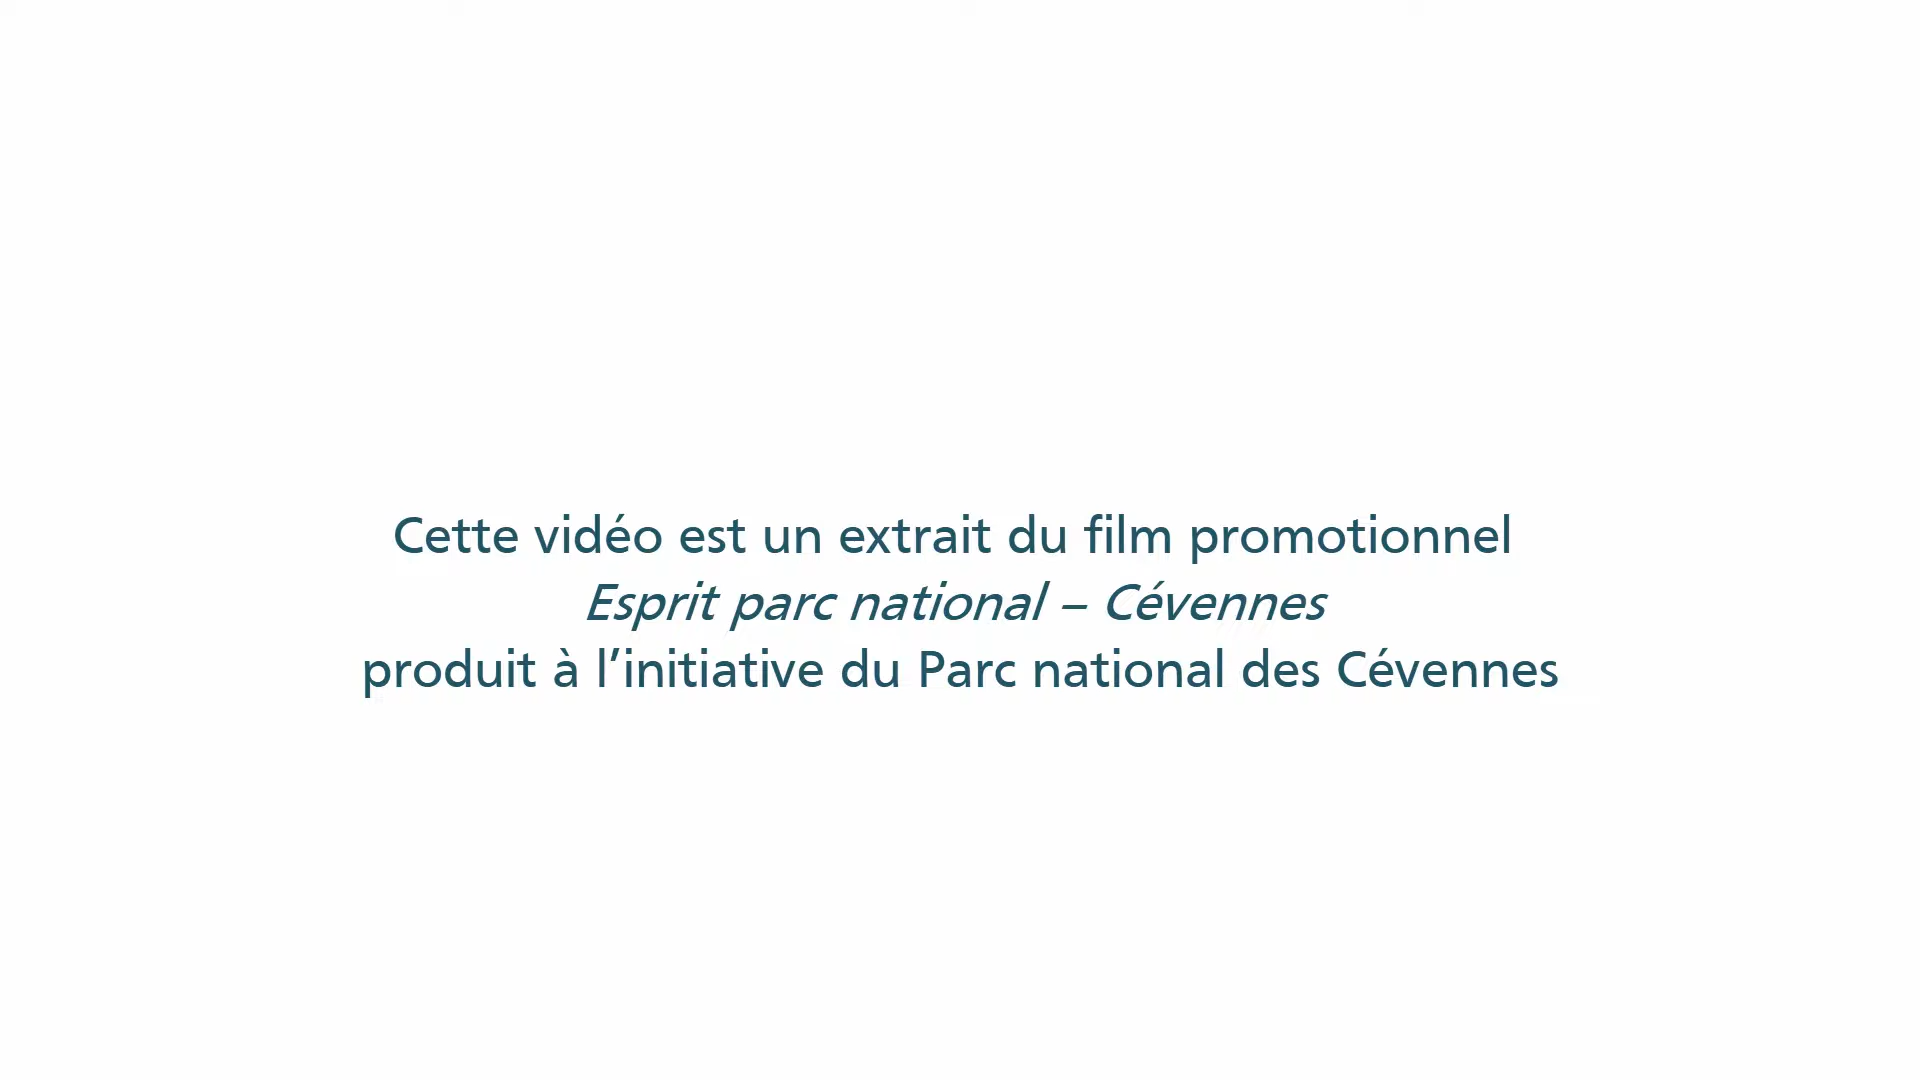 Cette vidéo est un extrait du film promotionnel
Esprit parc national – Cévennes
produit à l’initiative du Parc national des Cévennes